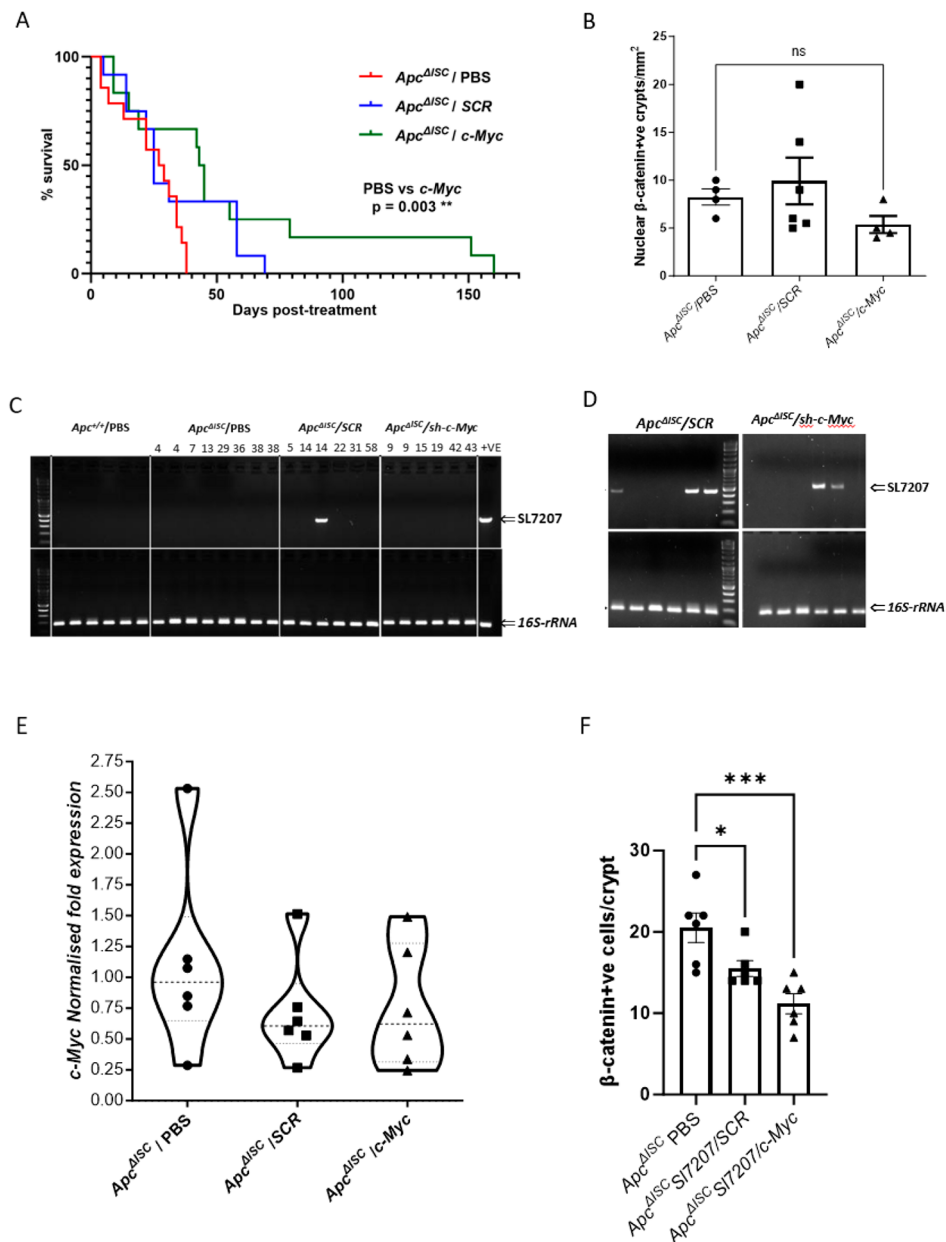 A
% survival
100
50
0
0
50
100
150
Days post-treatment
Apc^ΔISC / PBS
Apc^ΔISC / SCR
Apc^ΔISC / c-Myc
PBS vs c-Myc
p = 0.003 **
B
Nuclear β-catenin+ve crypts/mm²
25
20
15
10
5
0
ns
Apc^ΔISC/PBS
Apc^ΔISC/SCR
Apc^ΔISC/c-Myc
C
Apc^+/+/PBS
Apc^ΔISC/PBS
Apc^ΔISC/SCR
Apc^ΔISC/sh-c-Myc
4 4 7 13 29 36 38 38
5 14 14 22 31 58
9 9 15 19 42 43
+VE
⇐SL7207
⇐16S-rRNA
D
Apc^ΔISC/SCR
Apc^ΔISC/sh-c-Myc
⇐SL7207
⇐16S-rRNA
E
c-Myc Normalised fold expression
2.75
2.50
2.25
2.00
1.75
1.50
1.25
1.00
0.75
0.50
0.25
0.00
Apc^ΔISC / PBS
Apc^ΔISC /SCR
Apc^ΔISC /c-Myc
F
β-catenin+ve cells/crypt
30
20
10
0
***
*
Apc^ΔISC PBS
Apc^ΔISC Sl7207/SCR
Apc^ΔISC Sl7207/c-Myc